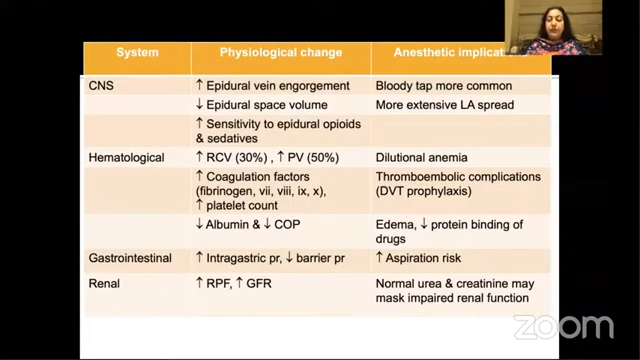 System Physiological change Anesthetic implicati
CNS ↑ Epidural vein engorgement Bloody tap more common
↓ Epidural space volume More extensive LA spread
↑ Sensitivity to epidural opioids
& sedatives
Hematological ↑ RCV (30%) , ↑ PV (50%) Dilutional anemia
↑ Coagulation factors Thromboembolic complications
(fibrinogen, vii, viii, ix, x), (DVT prophylaxis)
↑ platelet count
↓ Albumin & ↓ COP Edema, ↓ protein binding of
drugs
Gastrointestinal ↑ Intragastric pr, ↓ barrier pr ↑ Aspiration risk
Renal ↑ RPF, ↑ GFR Normal urea & creatinine may
mask impaired renal function
zoom